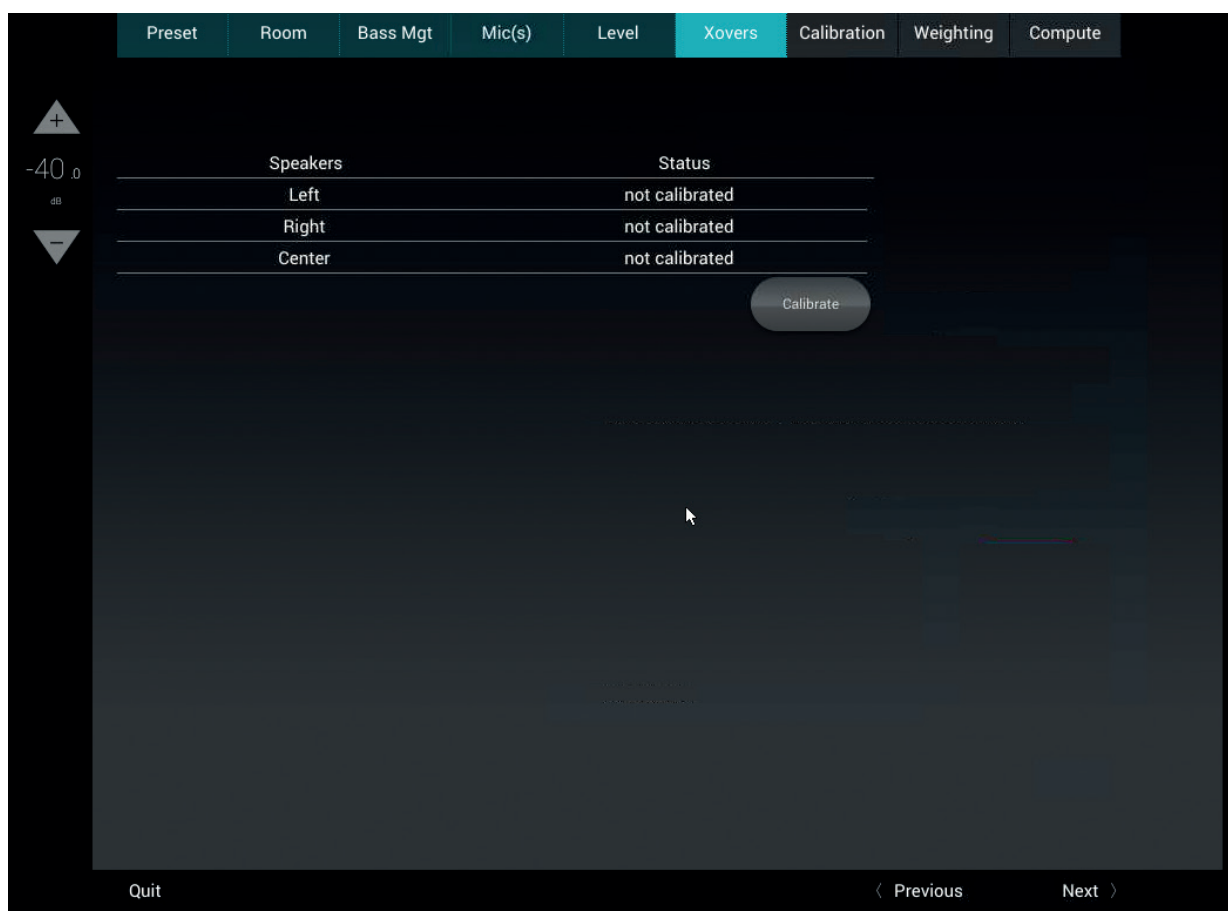 Preset Room Bass Mgt Mic(s) Level Xovers Calibration Weighting Compute
+
-40.0
dB
−
Speakers Status
Left not calibrated
Right not calibrated
Center not calibrated
Calibrate
Quit 〈 Previous Next 〉